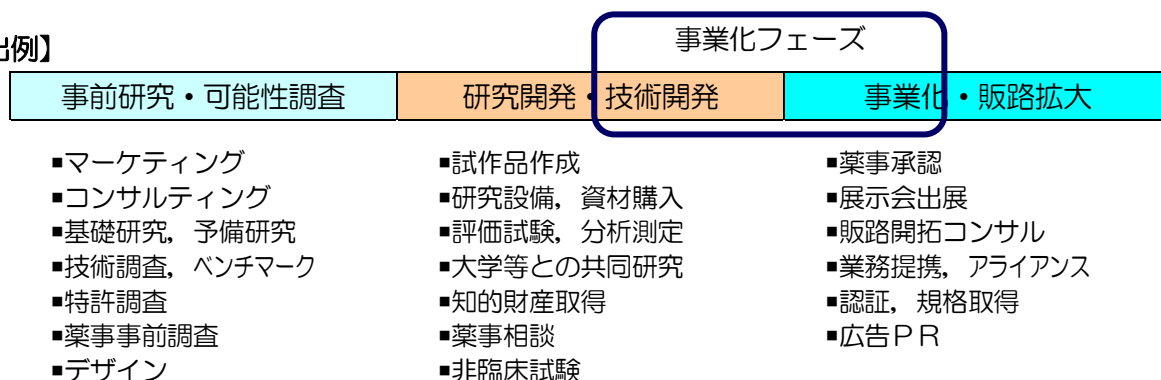 出例】
事業化フェーズ
事前研究・可能性調査
研究開発・技術開発
事業化・販路拡大
■マーケティング
■コンサルティング
■基礎研究，予備研究
■技術調査，ベンチマーク
■特許調査
■薬事事前調査
■デザイン
■試作品作成
■研究設備，資材購入
■評価試験，分析測定
■大学等との共同研究
■知的財産取得
■薬事相談
■非臨床試験
■薬事承認
■展示会出展
■販路開拓コンサル
■業務提携，アライアンス
■認証，規格取得
■広告ＰＲ